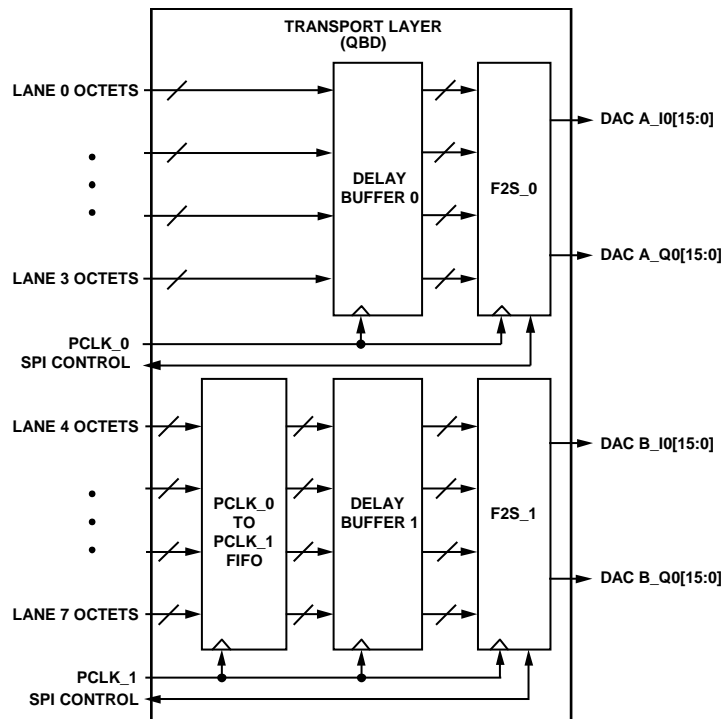 TRANSPORT LAYER
(QBD)
LANE 0 OCTETS
DELAY
BUFFER 0
F2S_0
DAC A_I0[15:0]
DAC A_Q0[15:0]
LANE 3 OCTETS
PCLK_0
SPI CONTROL
LANE 4 OCTETS
PCLK_0
TO
PCLK_1
FIFO
DELAY
BUFFER 1
F2S_1
DAC B_I0[15:0]
DAC B_Q0[15:0]
LANE 7 OCTETS
PCLK_1
SPI CONTROL